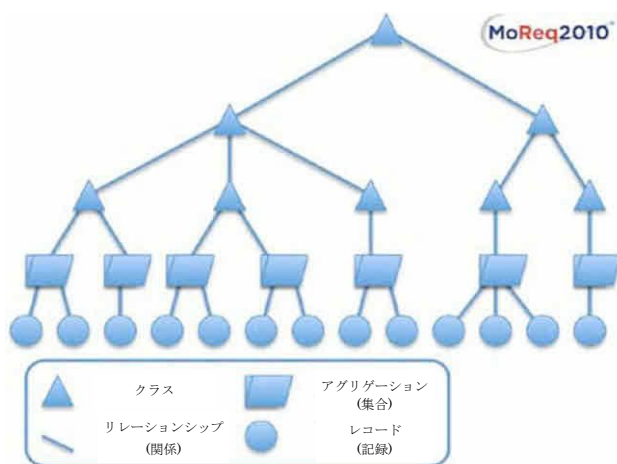 MoReq2010
クラス
アグリゲーション
(集合)
リレーションシップ
(関係)
レコード
(記録)